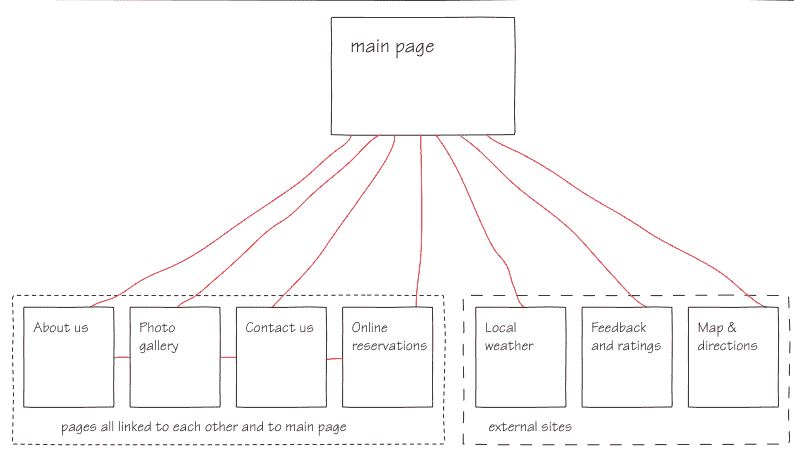 main page
About us
Photo
gallery
Contact us
Online
reservations
pages all linked to each other and to main page
Local
weather
Feedback
and ratings
Map &
directions
external sites